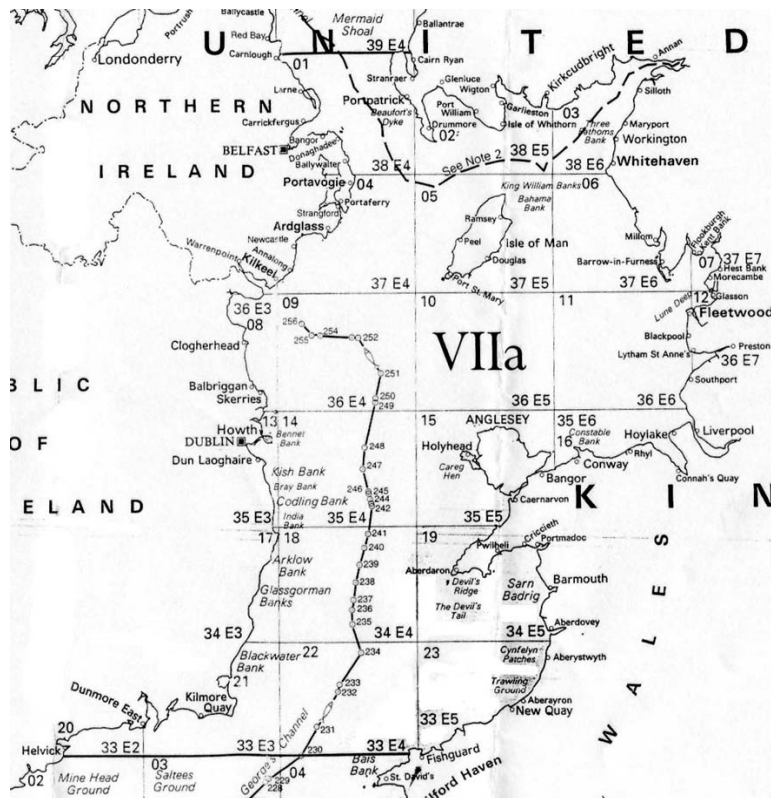 Portrush
Ballycastle
Mermaid
Shoal
Ballantrae
UNITED
Red Bay
Carnlough
39 E4
Cairn Ryan
Annan
Londonderry
01
Stranraer
Glenluce
Wigton
Kirkcudbright
Silloth
Larne
Portpatrick
Port
William
Garlieston
03
NORTHERN
Beaufort's
Dyke
Drummore
02
Isle of Whithorn
Three
Fathoms
Bank
Maryport
Carrickfergus
Workington
Bangor
BELFAST
Donaghadee
Ballywalter
38 E4
See Note 2
38 E5
38 E6
Whitehaven
IRELAND
Portavogie
04
05
King William Banks
06
Bahama
Bank
Portaferry
Strangford
Ramsey
Ardglass
Peel
Isle of Man
Newcastle
Millom
Flookburgh
Kent Bank
Warrenpoint
Annalong
Douglas
Barrow-in-Furness
07
37 E7
Kilkeel
Port St. Mary
Hest Bank
Morecambe
37 E4
37 E5
37 E6
36 E3
09
10
11
Lune Deep
12
Glasson
08
Fleetwood
256
255
254
252
Clogherhead
VIIa
Blackpool
Preston
Lytham St Anne's
251
36 E7
BLIC
Southport
Balbriggan
Skerries
36 E4
250
249
36 E5
36 E6
13
14
15
ANGLESEY
35 E6
Howth
16
Constable
Bank
Hoylake
Liverpool
OF
DUBLIN
Bennet
Bank
248
Holyhead
Rhyl
Dun Laoghaire
Careg
Hen
Conway
Bangor
Connah's Quay
Kish Bank
247
Bray Bank
246
245
244
242
Codling Bank
Caernarvon
KIN
ELAND
India
Bank
35 E3
35 E4
35 E5
17
18
241
19
Criccieth
Pwllheli
Portmadoc
240
Arklow
Bank
239
Aberdaron
Devil's
Ridge
Sarn
Badrig
Barmouth
238
Glassgorman
Banks
237
236
The Devil's
Tail
235
Aberdovey
34 E3
34 E4
34 E5
Blackwater
Bank
22
234
23
Cynfelyn
Patches
Aberystwyth
WALES
21
233
232
Trawling
Ground
Dunmore East
Kilmore
Quay
Aberayron
New Quay
33 E5
20
231
George's Channel
Helvick
33 E2
33 E3
230
33 E4
Fishguard
02
Mine Head
Ground
03
Saltees
Ground
04
Bais
Bank
229
228
St. David's
ilford Haven